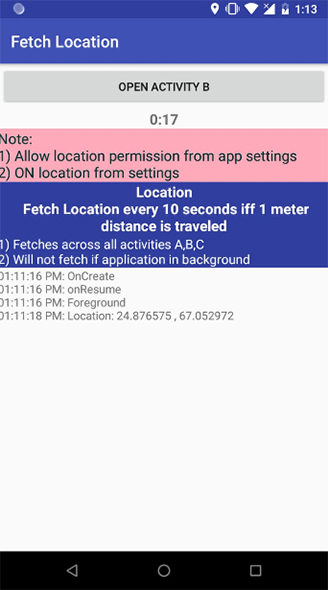 1:13
Fetch Location
OPEN ACTIVITY B
0:17
Note:
1) Allow location permission from app settings
2) ON location from settings
Location
Fetch Location every 10 seconds iff 1 meter
distance is traveled
1) Fetches across all activities A,B,C
2) Will not fetch if application in background
01:11:16 PM: OnCreate
01:11:16 PM: onResume
01:11:16 PM: Foreground
01:11:18 PM: Location: 24.876575 , 67.052972